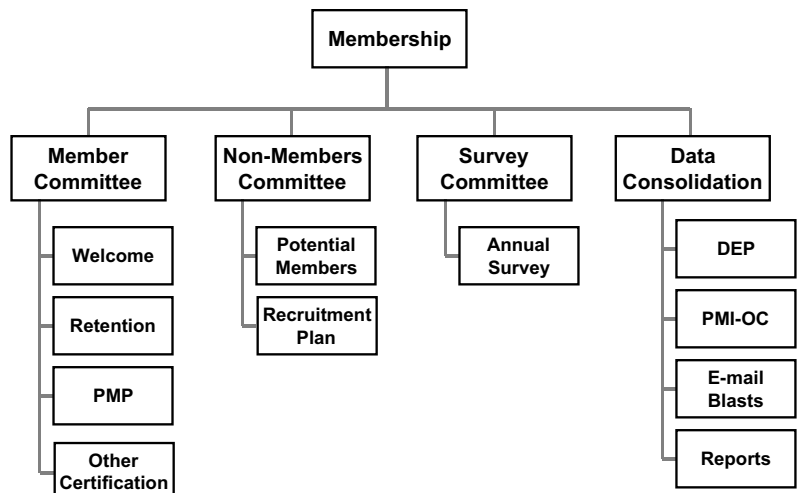 Membership
Member
Committee
Non-Members
Committee
Survey
Committee
Data
Consolidation
Welcome
Retention
PMP
Other
Certification
Potential
Members
Recruitment
Plan
Annual
Survey
DEP
PMI-OC
E-mail
Blasts
Reports